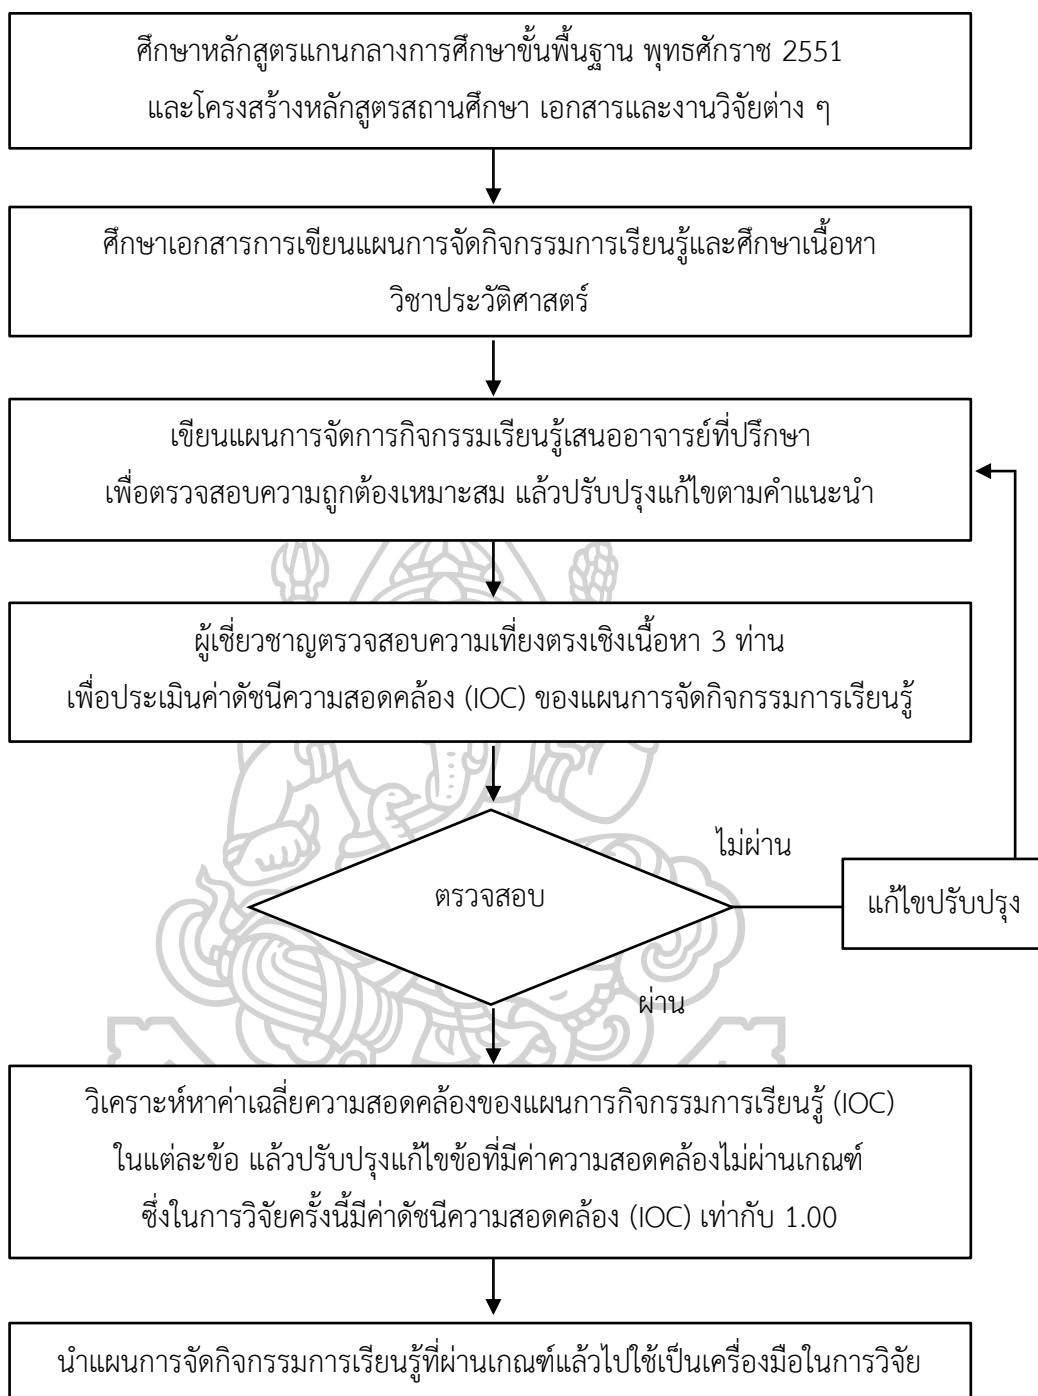 ศึกษาหลักสูตรแกนกลางการศึกษาขั้นพื้นฐาน พุทธศักราช 2551
และโครงสร้างหลักสูตรสถานศึกษา เอกสารและงานวิจัยต่าง ๆ
ศึกษาเอกสารการเขียนแผนการจัดกิจกรรมการเรียนรู้และศึกษาเนื้อหา
วิชาประวัติศาสตร์
เขียนแผนการจัดการกิจกรรมเรียนรู้เสนออาจารย์ที่ปรึกษา
เพื่อตรวจสอบความถูกต้องเหมาะสม แล้วปรับปรุงแก้ไขตามคำแนะนำ
ผู้เชี่ยวชาญตรวจสอบความเที่ยงตรงเชิงเนื้อหา 3 ท่าน
เพื่อประเมินค่าดัชนีความสอดคล้อง (IOC) ของแผนการจัดกิจกรรมการเรียนรู้
ไม่ผ่าน
ตรวจสอบ
แก้ไขปรับปรุง
ผ่าน
วิเคราะห์หาค่าเฉลี่ยความสอดคล้องของแผนการกิจกรรมการเรียนรู้ (IOC)
ในแต่ละข้อ แล้วปรับปรุงแก้ไขข้อที่มีค่าความสอดคล้องไม่ผ่านเกณฑ์
ซึ่งในการวิจัยครั้งนี้มีค่าดัชนีความสอดคล้อง (IOC) เท่ากับ 1.00
นำแผนการจัดกิจกรรมการเรียนรู้ที่ผ่านเกณฑ์แล้วไปใช้เป็นเครื่องมือในการวิจัย